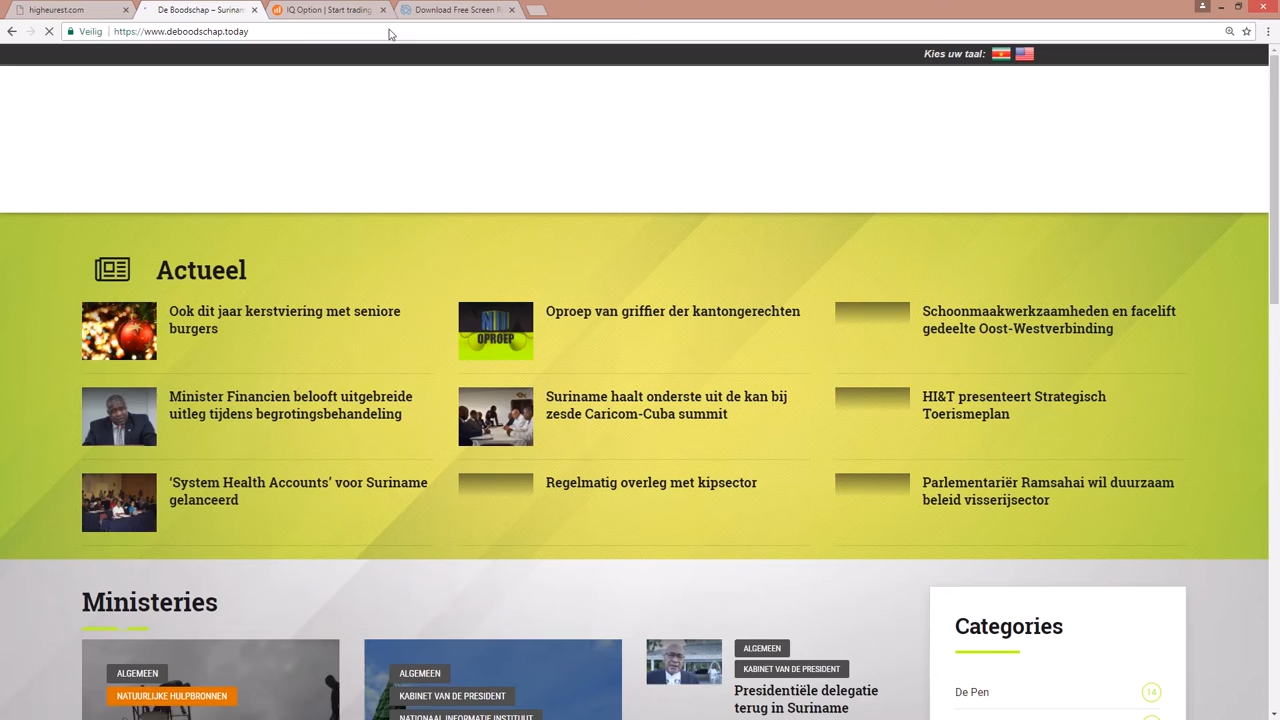 higheurest.com
De Boodschap – Surinam
IQ Option | Start trading
Download Free Screen R
Veilig
https://www.deboodschap.today
Kies uw taal:
Actueel
Ook dit jaar kerstviering met seniore
burgers
OPROEP
Oproep van griffier der kantongerechten
Schoonmaakwerkzaamheden en facelift
gedeelte Oost-Westverbinding
Minister Financien belooft uitgebreide
uitleg tijdens begrotingsbehandeling
Suriname haalt onderste uit de kan bij
zesde Caricom-Cuba summit
HI&T presenteert Strategisch
Toerismeplan
‘System Health Accounts’ voor Suriname
gelanceerd
Regelmatig overleg met kipsector
Parlementariër Ramsahai wil duurzaam
beleid visserijsector
Ministeries
ALGEMEEN
NATUURLIJKE HULPBRONNEN
ALGEMEEN
KABINET VAN DE PRESIDENT
NATIONAAL INFORMATIE INSTITUUT
ALGEMEEN
KABINET VAN DE PRESIDENT
Presidentiële delegatie
terug in Suriname
Categories
De Pen
14